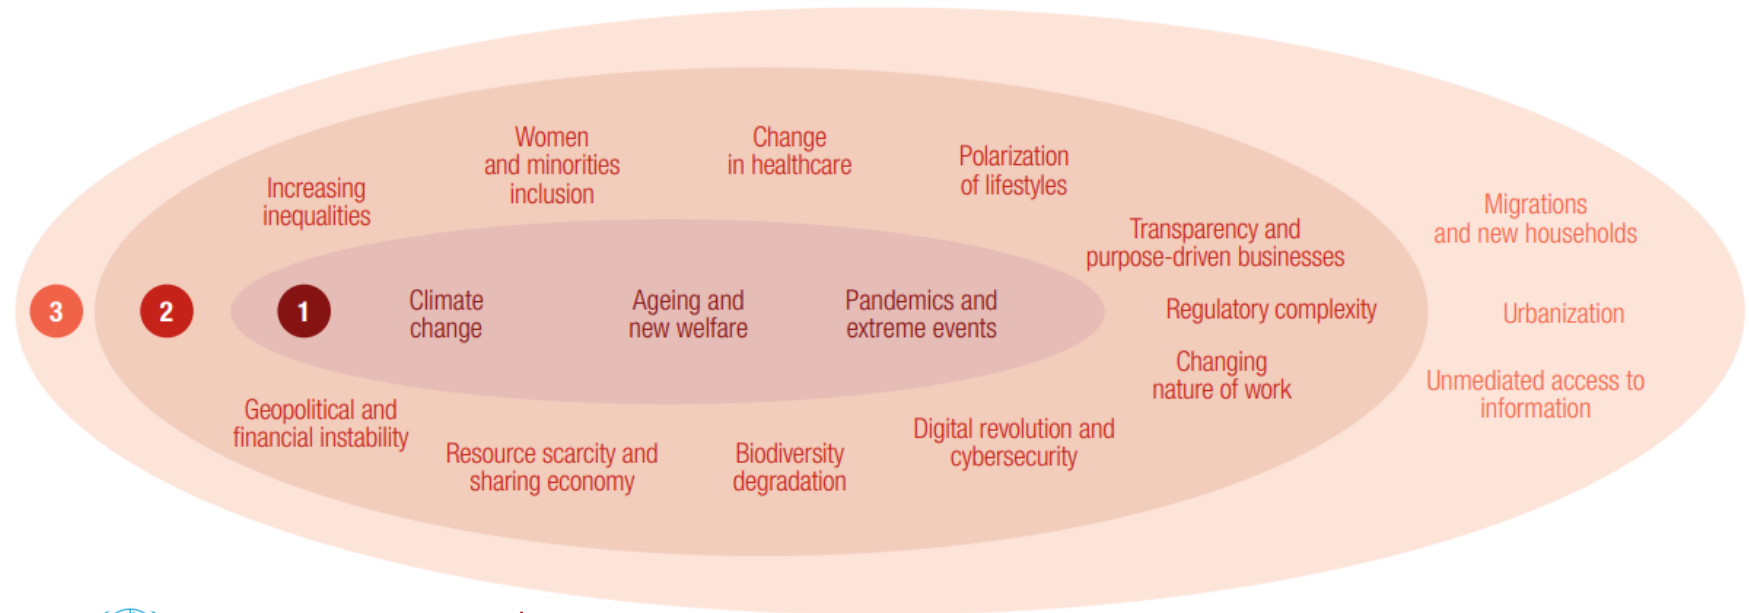 Women
and minorities
inclusion
Change
in healthcare
Polarization
of lifestyles
Increasing
inequalities
Transparency and
purpose-driven businesses
Migrations
and new households
3
2
1
Climate
change
Ageing and
new welfare
Pandemics and
extreme events
Regulatory complexity
Urbanization
Changing
nature of work
Unmediated access to
information
Geopolitical and
financial instability
Resource scarcity and
sharing economy
Biodiversity
degradation
Digital revolution and
cybersecurity